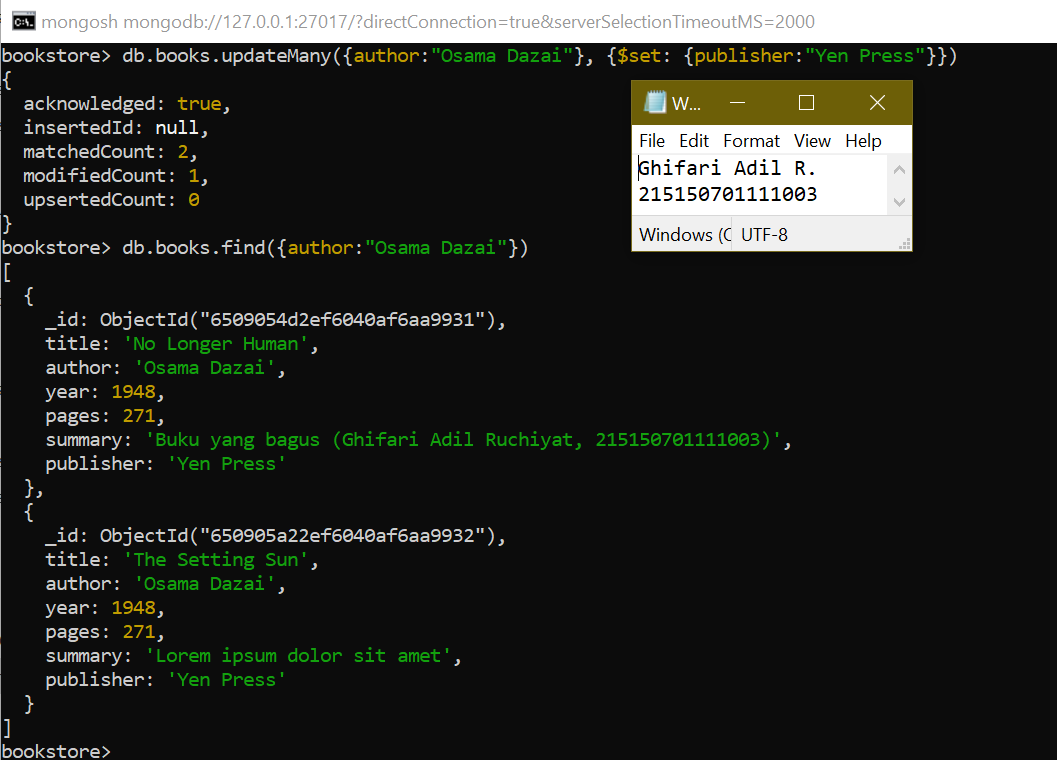 mongosh mongodb://127.0.0.1:27017/?directConnection=true&serverSelectionTimeoutMS=2000
bookstore> db.books.updateMany({author:"Osama Dazai"}, {$set: {publisher:"Yen Press"}})
{
  acknowledged: true,
  insertedId: null,
  matchedCount: 2,
  modifiedCount: 1,
  upsertedCount: 0
}
bookstore> db.books.find({author:"Osama Dazai"})
[
  {
    _id: ObjectId("6509054d2ef6040af6aa9931"),
    title: 'No Longer Human',
    author: 'Osama Dazai',
    year: 1948,
    pages: 271,
    summary: 'Buku yang bagus (Ghifari Adil Ruchiyat, 215150701111003)',
    publisher: 'Yen Press'
  },
  {
    _id: ObjectId("650905a22ef6040af6aa9932"),
    title: 'The Setting Sun',
    author: 'Osama Dazai',
    year: 1948,
    pages: 271,
    summary: 'Lorem ipsum dolor sit amet',
    publisher: 'Yen Press'
  }
]
bookstore>
W...
File Edit Format View Help
Ghifari Adil R.
215150701111003
Windows (C UTF-8